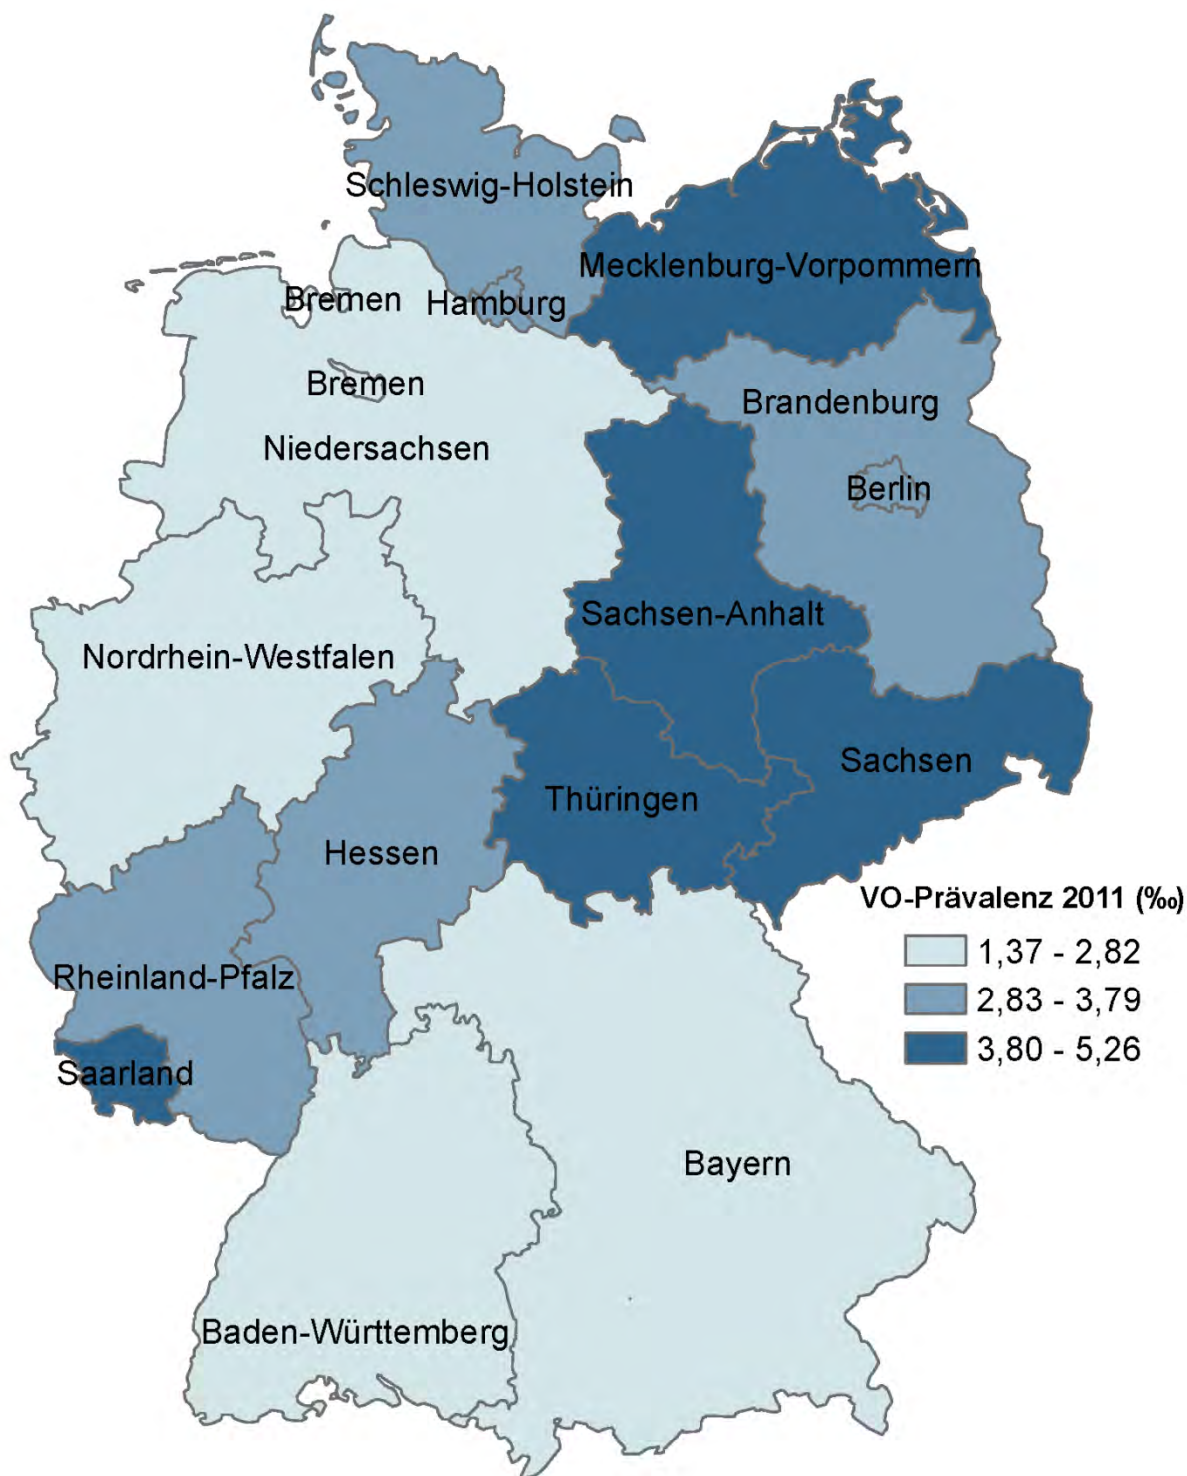 Schleswig-Holstein
Mecklenburg-Vorpommern
Bremen
Hamburg
Bremen
Brandenburg
Niedersachsen
Berlin
Sachsen-Anhalt
Nordrhein-Westfalen
Sachsen
Thüringen
Hessen
VO-Prävalenz 2011 (‰)
1,37 - 2,82
2,83 - 3,79
3,80 - 5,26
Rheinland-Pfalz
Saarland
Bayern
Baden-Württemberg